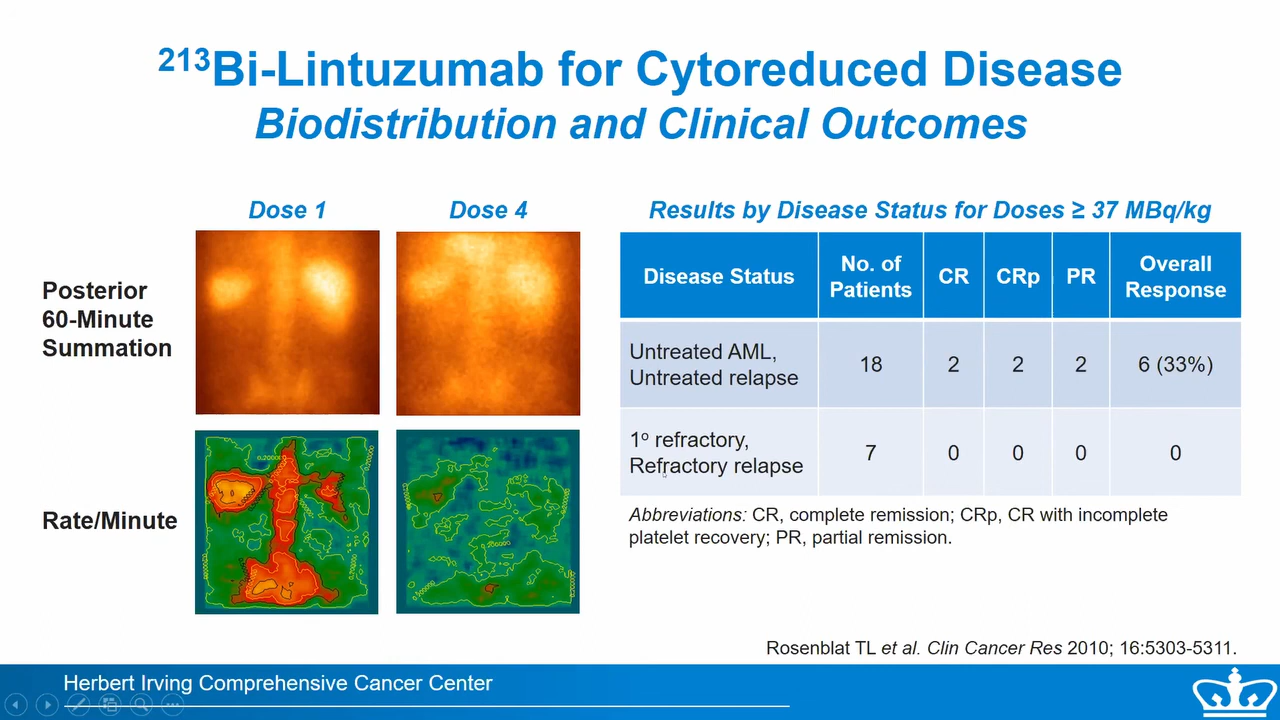 ²¹³Bi-Lintuzumab for Cytoreduced Disease
Biodistribution and Clinical Outcomes
Dose 1
Dose 4
Posterior
60-Minute
Summation
Rate/Minute
Results by Disease Status for Doses ≥ 37 MBq/kg
Disease Status
No. of
Patients
CR
CRp
PR
Overall
Response
Untreated AML,
Untreated relapse
18
2
2
2
6 (33%)
1º refractory,
Refractory relapse
7
0
0
0
0
Abbreviations: CR, complete remission; CRp, CR with incomplete
platelet recovery; PR, partial remission.
Rosenblat TL et al. Clin Cancer Res 2010; 16:5303-5311.
Herbert Irving Comprehensive Cancer Center